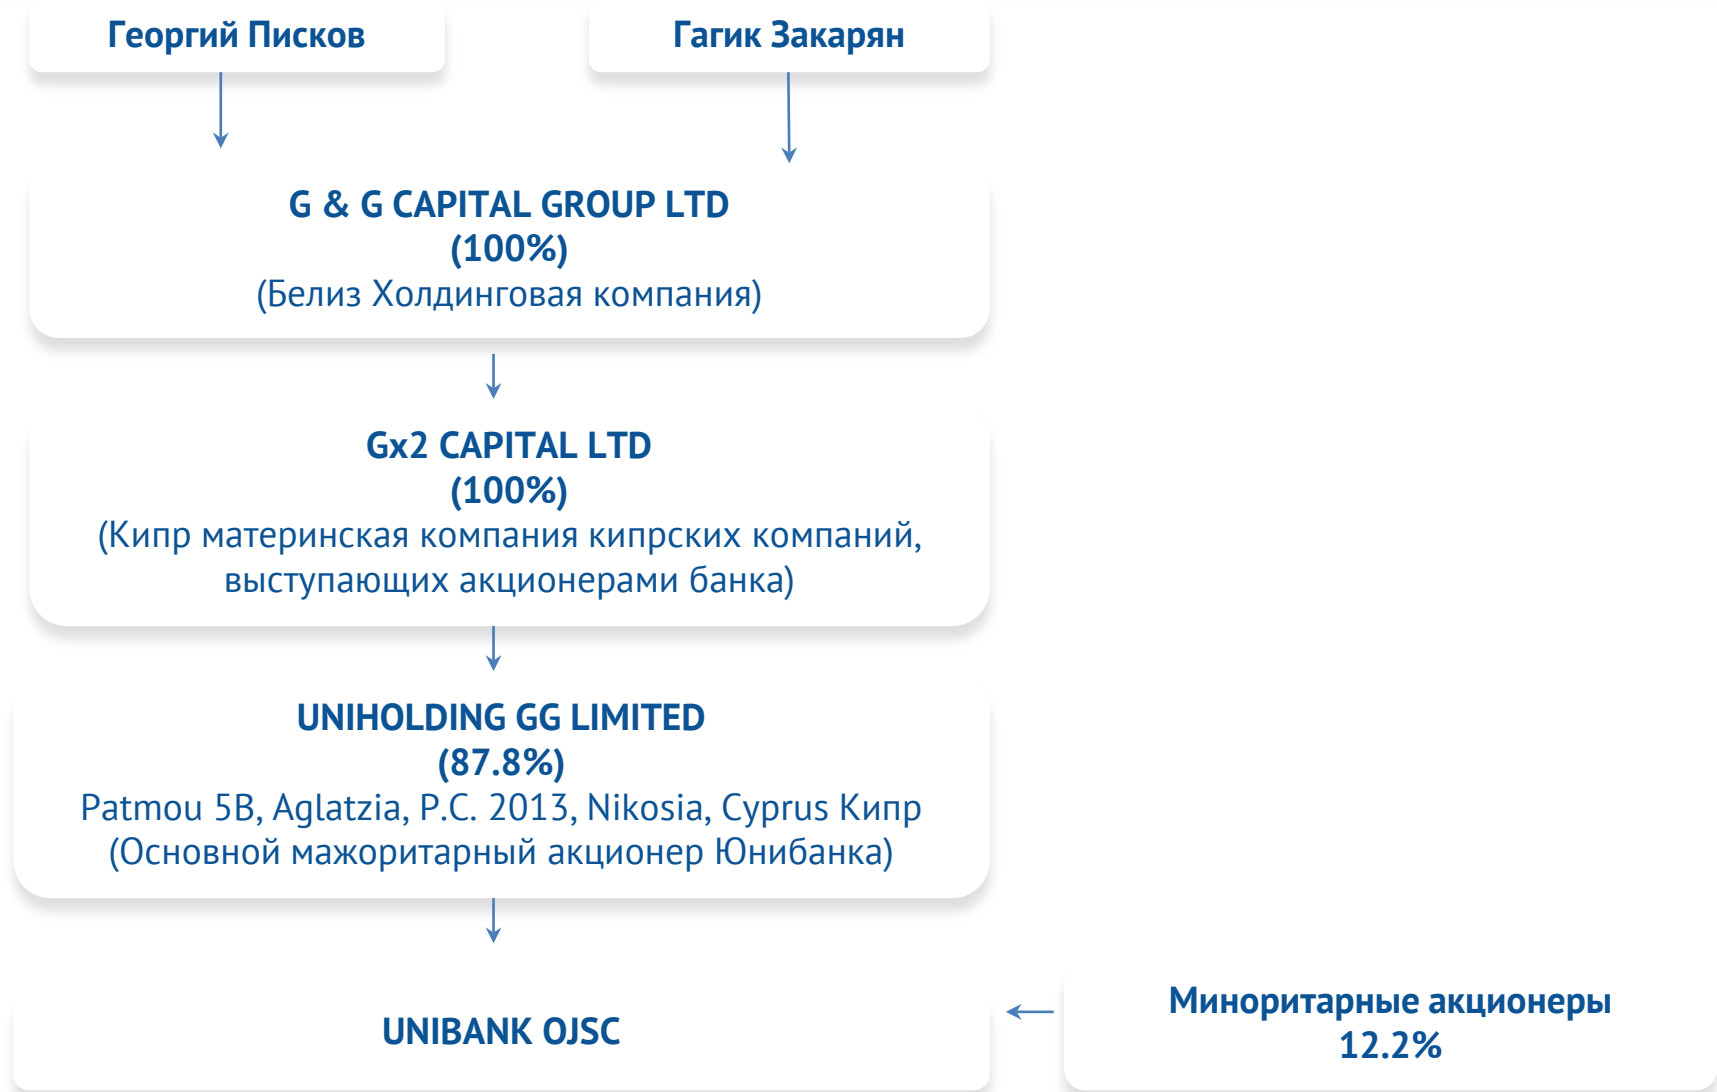 Георгий Писков
Гагик Закарян
G & G CAPITAL GROUP LTD
(100%)
(Белиз Холдинговая компания)
Gx2 CAPITAL LTD
(100%)
(Кипр материнская компания кипрских компаний,
выступающих акционерами банка)
UNIHOLDING GG LIMITED
(87.8%)
Patmou 5B, Aglatzia, P.C. 2013, Nikosia, Cyprus Кипр
(Основной мажоритарный акционер Юнибанка)
UNIBANK OJSC
Миноритарные акционеры
12.2%